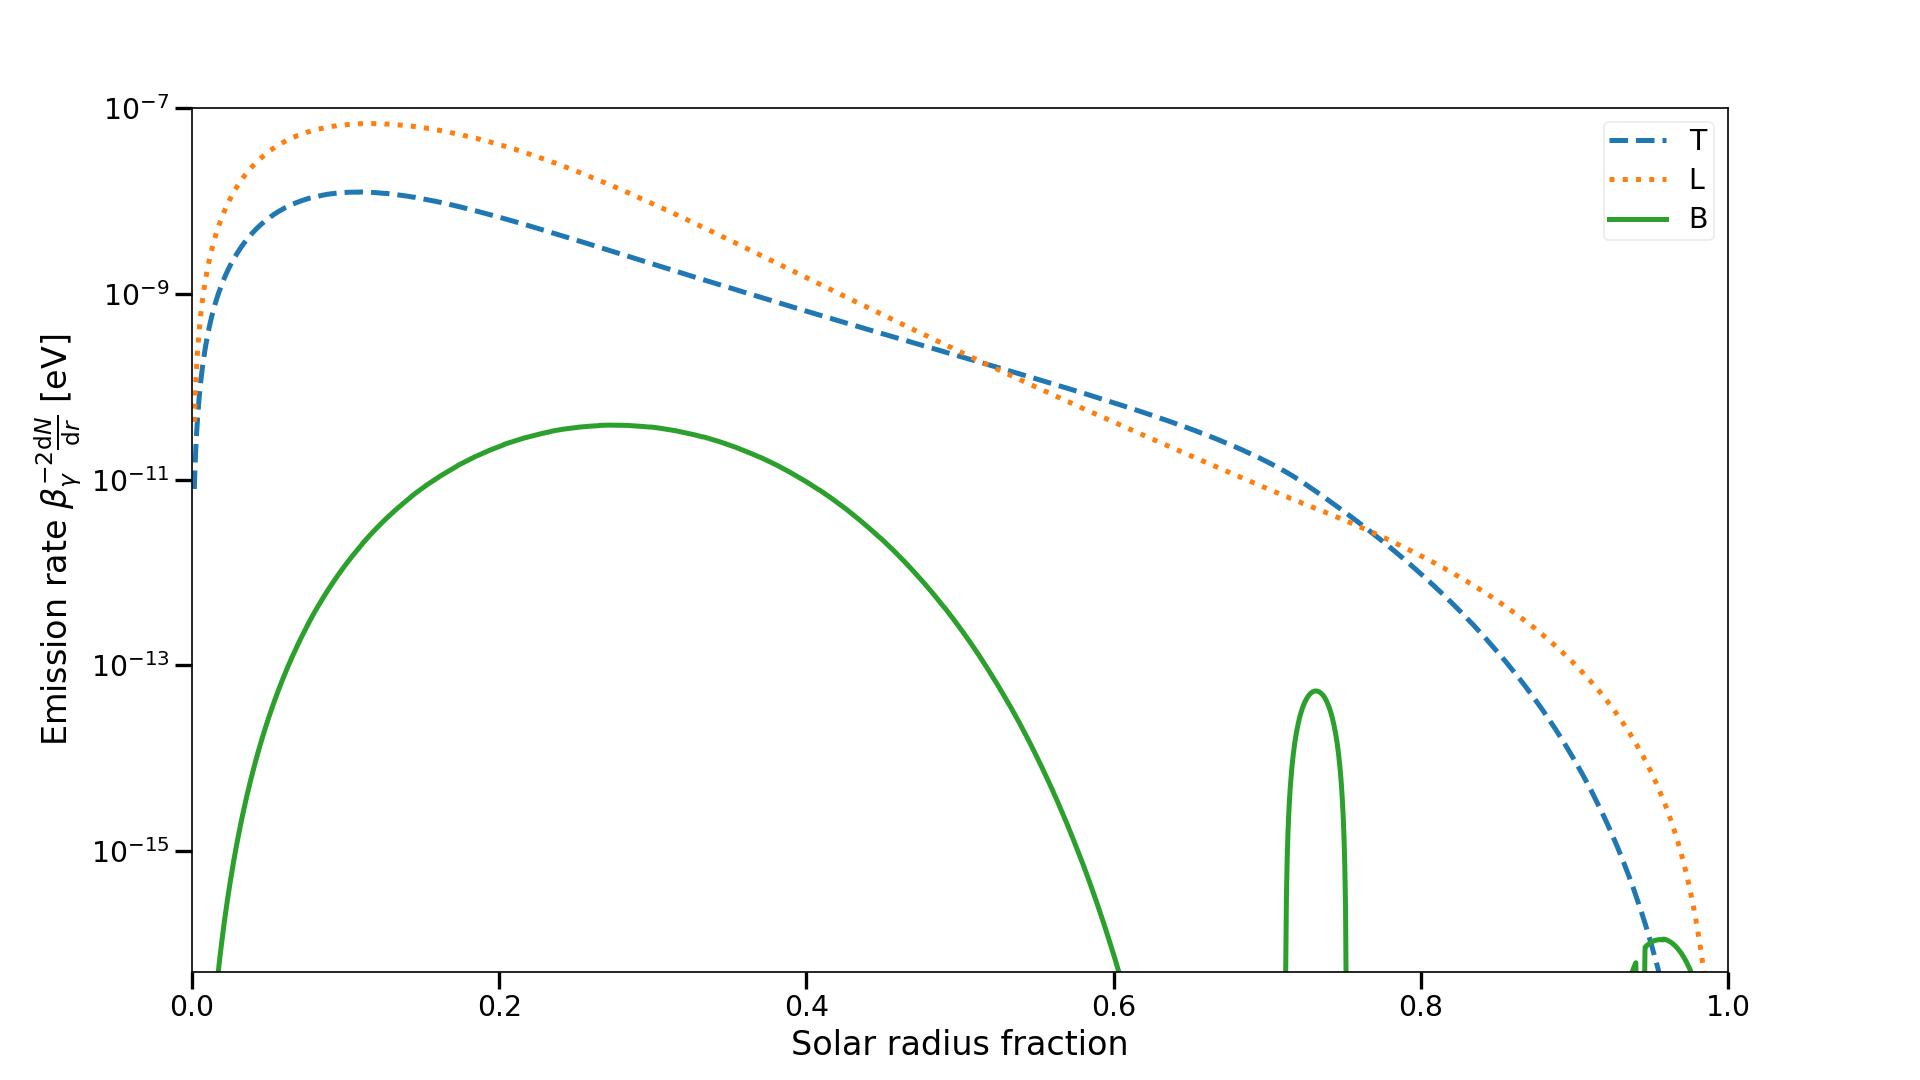 Emission rate β_γ^{-2} \frac{dN}{dr} [eV]
10⁻⁷
10⁻⁹
10⁻¹¹
10⁻¹³
10⁻¹⁵
T
L
B
0.0 0.2 0.4 0.6 0.8 1.0
Solar radius fraction